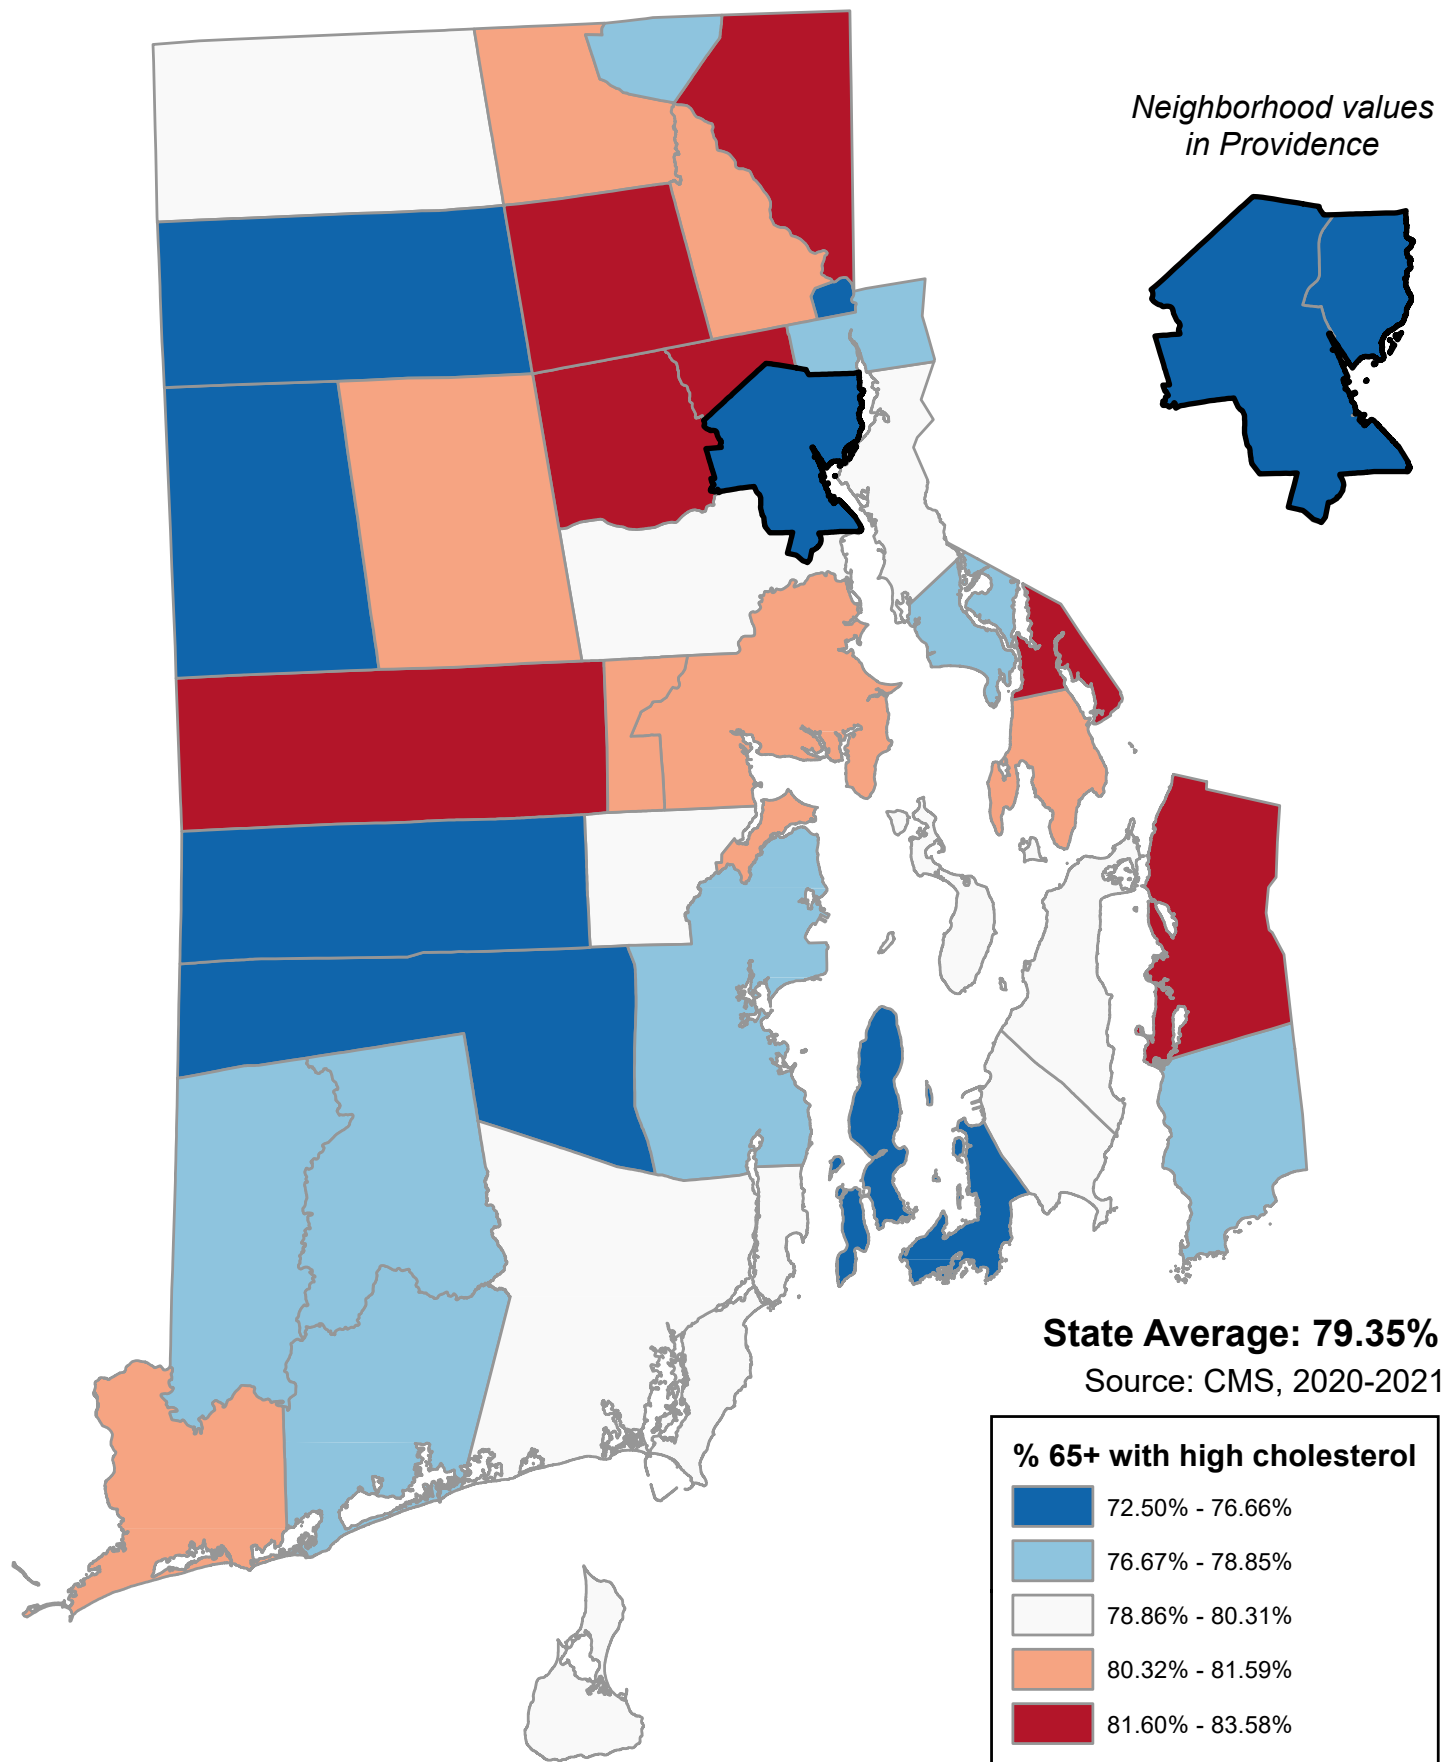 Neighborhood values
in Providence
State Average: 79.35%
Source: CMS, 2020-2021
% 65+ with high cholesterol
72.50% - 76.66%
76.67% - 78.85%
78.86% - 80.31%
80.32% - 81.59%
81.60% - 83.58%